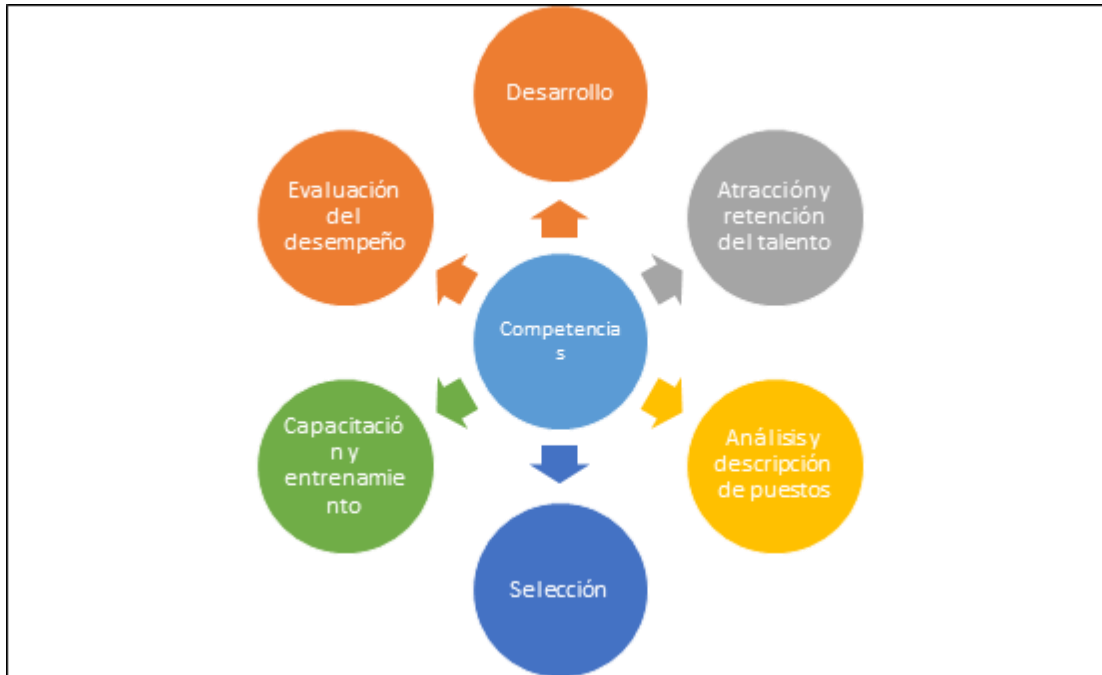 Desarrollo
Evaluación
del
desempeño
Atracción y
retención
del talento
Competencia
s
Capacitació
n y
entrenamie
nto
Análisis y
descripción
de puestos
Selección